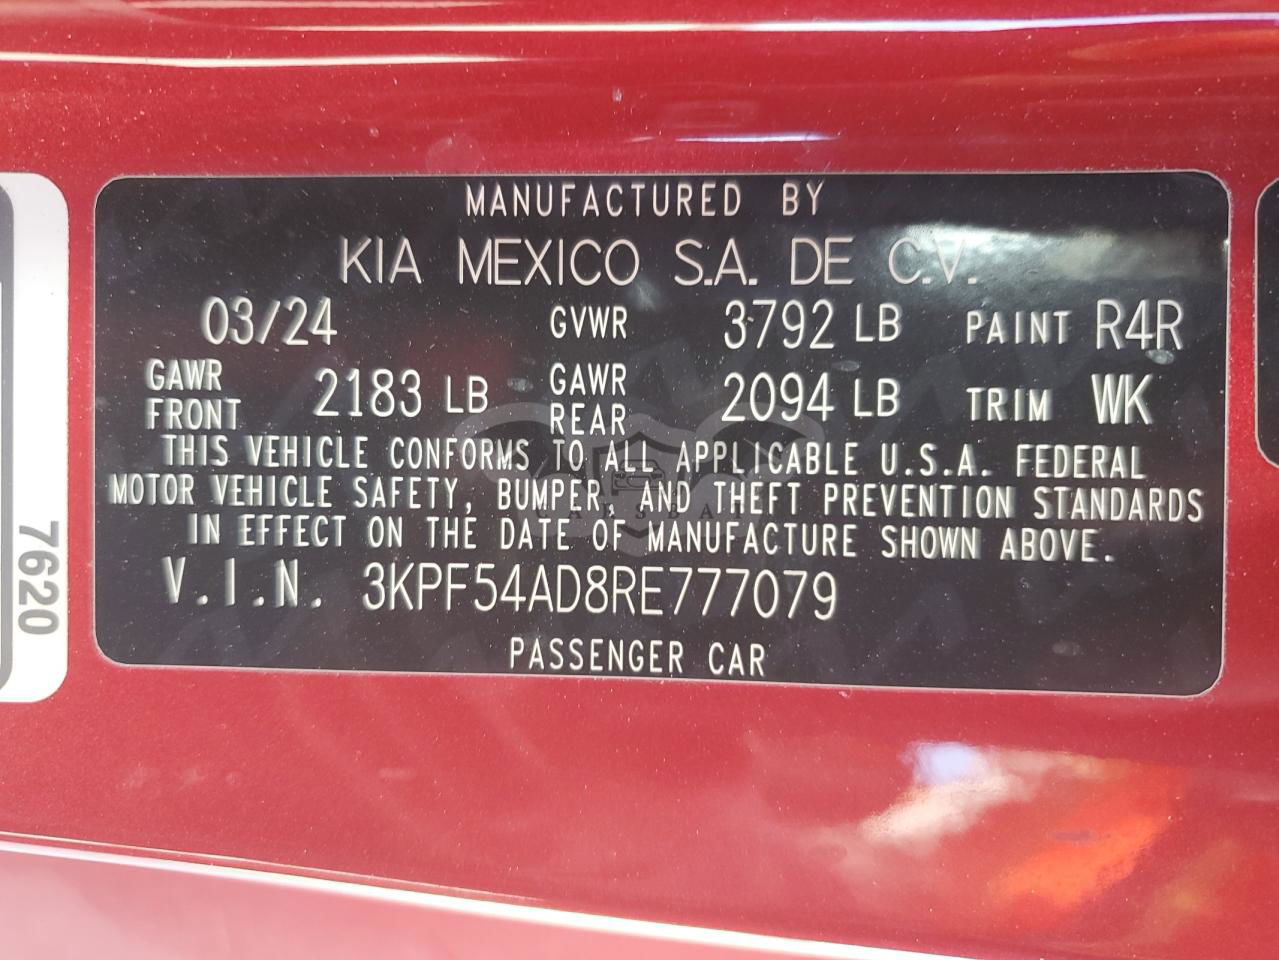 MANUFACTURED BY
KIA MEXICO S.A. DE C.V.
03/24 GVWR 3792 LB PAINT R4R
GAWR FRONT 2183 LB GAWR REAR 2094 LB TRIM WK
THIS VEHICLE CONFORMS TO ALL APPLICABLE U.S.A. FEDERAL
MOTOR VEHICLE SAFETY, BUMPER, AND THEFT PREVENTION STANDARDS
IN EFFECT ON THE DATE OF MANUFACTURE SHOWN ABOVE.
V.I.N. 3KPF54AD8RE777079
PASSENGER CAR
7620